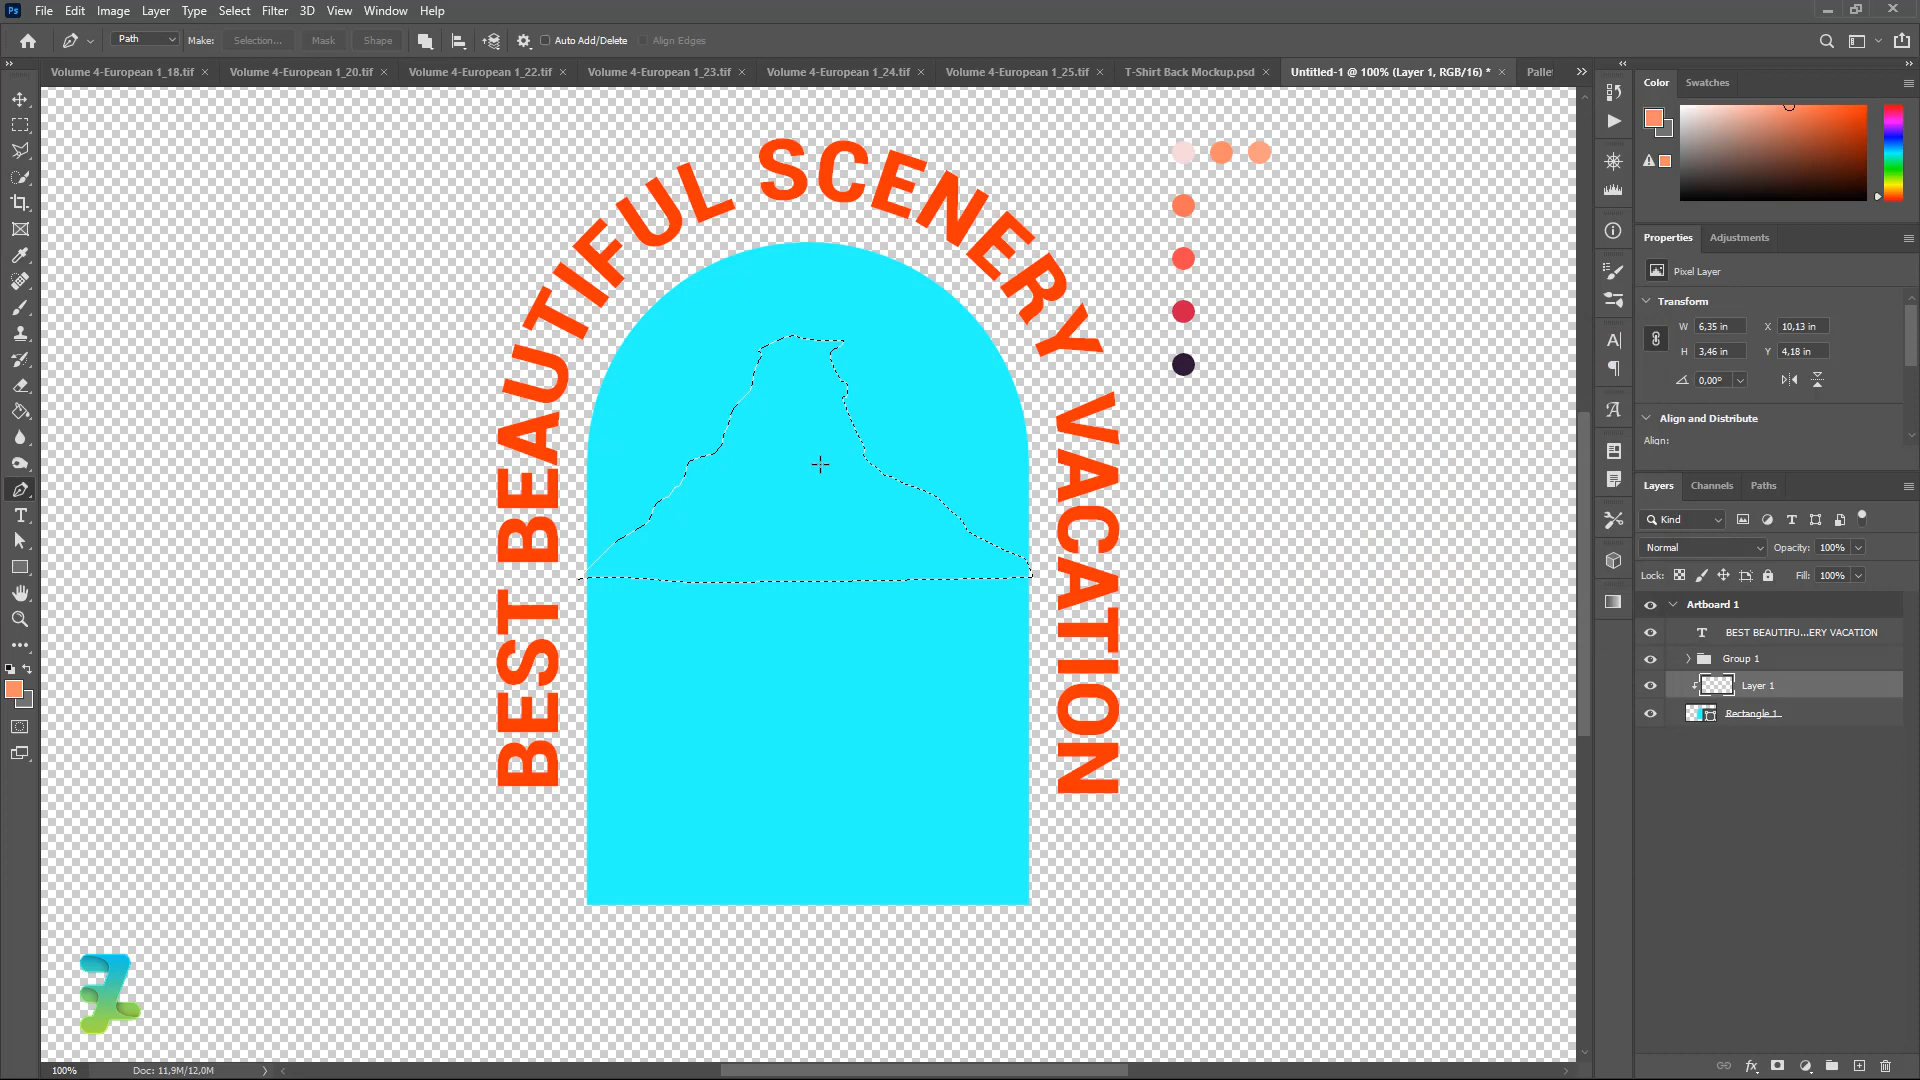 Ps File Edit Image Layer Type Select Filter 3D View Window Help
Path Make: Selection... Mask Shape Auto Add/Delete Align Edges
Volume 4-European 1_18.tif Volume 4-European 1_20.tif Volume 4-European 1_22.tif Volume 4-European 1_23.tif Volume 4-European 1_24.tif Volume 4-European 1_25.tif T-Shirt Back Mockup.psd Untitled-1 @ 100% (Layer 1, RGB/16) * Pallet
Color Swatches
Properties Adjustments
Pixel Layer
Transform
W 6,35 in X 10,13 in
H 3,46 in Y 4,18 in
0,00°
Align and Distribute
Align:
Layers Channels Paths
Kind
Normal Opacity: 100%
Lock: Fill: 100%
Artboard 1
T BEST BEAUTIFU...ERY VACATION
Group 1
Layer 1
Rectangle 1
BEST BEAUTIFUL SCENERY VACATION
100% Doc: 11,9M/12,0M